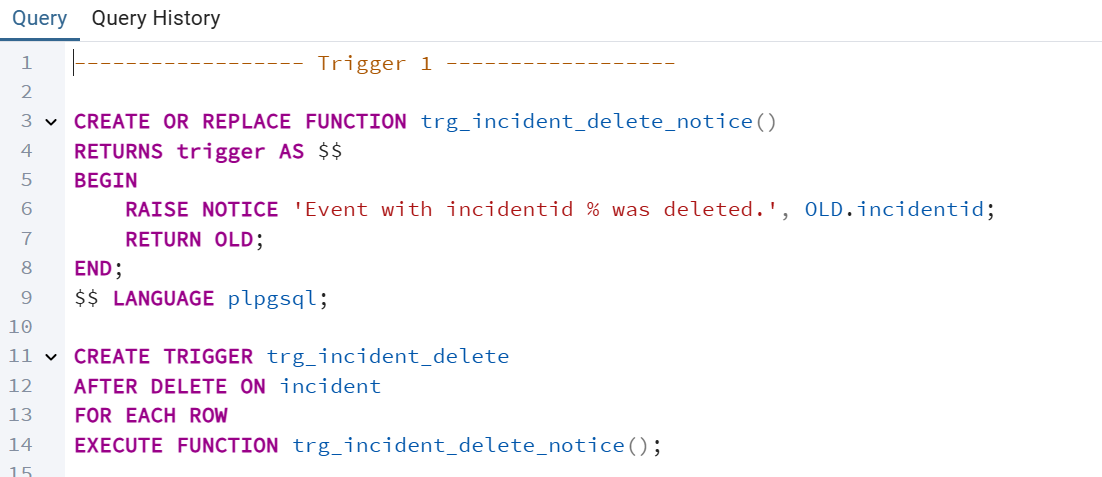 Query Query History
1 ------------------ Trigger 1 ------------------
2
3 CREATE OR REPLACE FUNCTION trg_incident_delete_notice()
4 RETURNS trigger AS $$
5 BEGIN
6     RAISE NOTICE 'Event with incidentid % was deleted.', OLD.incidentid;
7     RETURN OLD;
8 END;
9 $$ LANGUAGE plpgsql;
10
11 CREATE TRIGGER trg_incident_delete
12 AFTER DELETE ON incident
13 FOR EACH ROW
14 EXECUTE FUNCTION trg_incident_delete_notice();
15